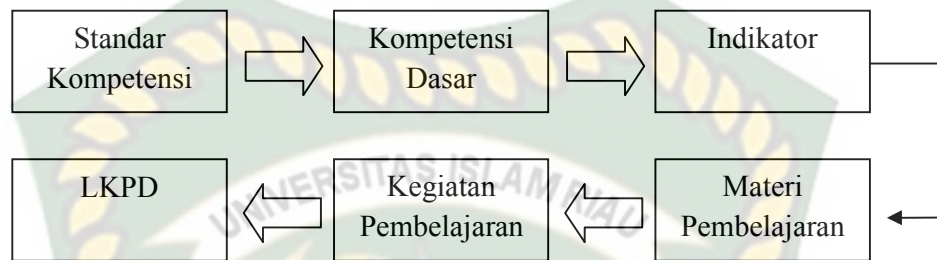 Standar
Kompetensi
Kompetensi
Dasar
Indikator
LKPD
Kegiatan
Pembelajaran
Materi
Pembelajaran
UNIVERSITAS ISLAM RIAU